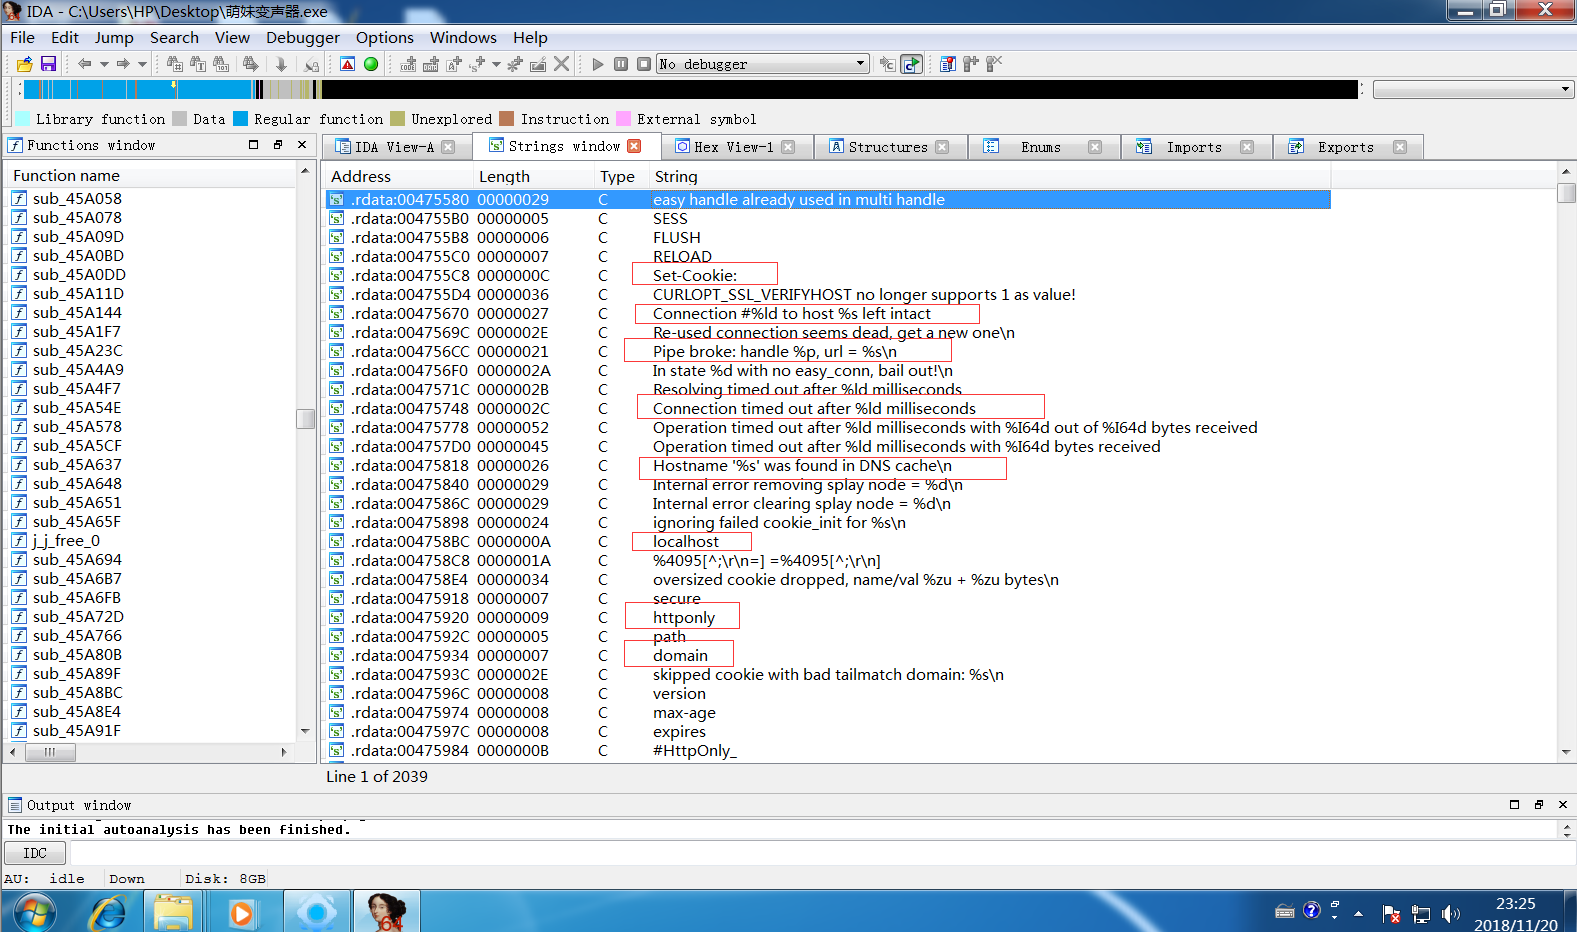 IDA - C:\Users\HP\Desktop\萌妹变声器.exe
File Edit Jump Search View Debugger Options Windows Help
No debugger
Library function Data Regular function Unexplored Instruction External symbol
Functions window
IDA View-A Strings window Hex View-1 Structures Enums Imports Exports
Function name
sub_45A058
sub_45A078
sub_45A09D
sub_45A0BD
sub_45A0DD
sub_45A11D
sub_45A144
sub_45A1F7
sub_45A23C
sub_45A4A9
sub_45A4F7
sub_45A54E
sub_45A578
sub_45A5CF
sub_45A637
sub_45A648
sub_45A651
sub_45A65F
j_j_free_0
sub_45A694
sub_45A6B7
sub_45A6FB
sub_45A72D
sub_45A766
sub_45A80B
sub_45A89F
sub_45A8BC
sub_45A8E4
sub_45A91F
Address Length Type String
.rdata:00475580 00000029 C easy handle already used in multi handle
.rdata:004755B0 00000005 C SESS
.rdata:004755B8 00000006 C FLUSH
.rdata:004755C0 00000007 C RELOAD
.rdata:004755C8 0000000C C Set-Cookie:
.rdata:004755D4 00000036 C CURLOPT_SSL_VERIFYHOST no longer supports 1 as value!
.rdata:00475670 00000027 C Connection #%ld to host %s left intact
.rdata:0047569C 0000002E C Re-used connection seems dead, get a new one\n
.rdata:004756CC 00000021 C Pipe broke: handle %p, url = %s\n
.rdata:004756F0 0000002A C In state %d with no easy_conn, bail out!\n
.rdata:0047571C 0000002B C Resolving timed out after %ld milliseconds
.rdata:00475748 0000002C C Connection timed out after %ld milliseconds
.rdata:00475778 00000052 C Operation timed out after %ld milliseconds with %I64d out of %I64d bytes received
.rdata:004757D0 00000045 C Operation timed out after %ld milliseconds with %I64d bytes received
.rdata:00475818 00000026 C Hostname '%s' was found in DNS cache\n
.rdata:00475840 00000029 C Internal error removing splay node = %d\n
.rdata:0047586C 00000029 C Internal error clearing splay node = %d\n
.rdata:00475898 00000024 C ignoring failed cookie_init for %s\n
.rdata:004758BC 0000000A C localhost
.rdata:004758C8 0000001A C %4095[^;\r\n=] =%4095[^;\r\n]
.rdata:004758E4 00000034 C oversized cookie dropped, name/val %zu + %zu bytes\n
.rdata:00475918 00000007 C secure
.rdata:00475920 00000009 C httponly
.rdata:0047592C 00000005 C path
.rdata:00475934 00000007 C domain
.rdata:0047593C 0000002E C skipped cookie with bad tailmatch domain: %s\n
.rdata:0047596C 00000008 C version
.rdata:00475974 00000008 C max-age
.rdata:0047597C 00000008 C expires
.rdata:00475984 0000000B C #HttpOnly_
Line 1 of 2039
Output window
The initial autoanalysis has been finished.
IDC
AU: idle Down Disk: 8GB
64
23:25
2018/11/20